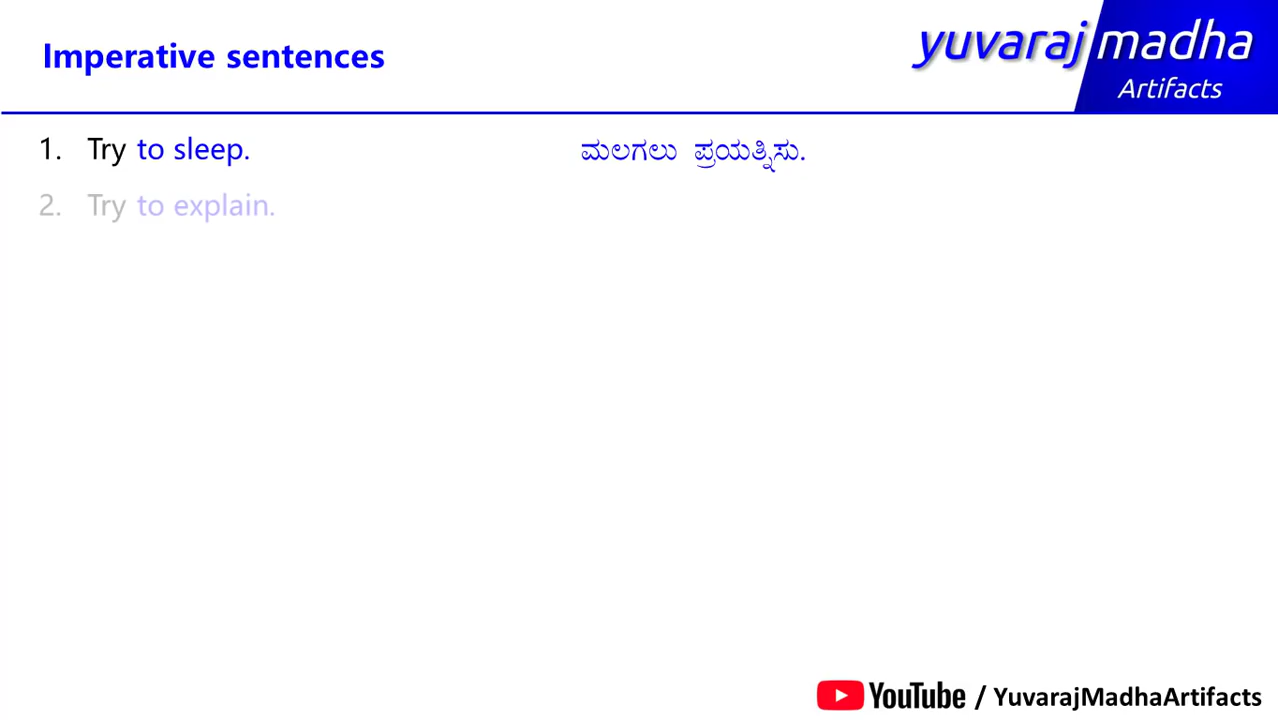 Imperative sentences
yuvaraj madha
Artifacts
1. Try to sleep. ಮಲಗಲು ಪ್ರಯತ್ನಿಸು.
2. Try to explain.
YouTube / YuvarajMadhaArtifacts